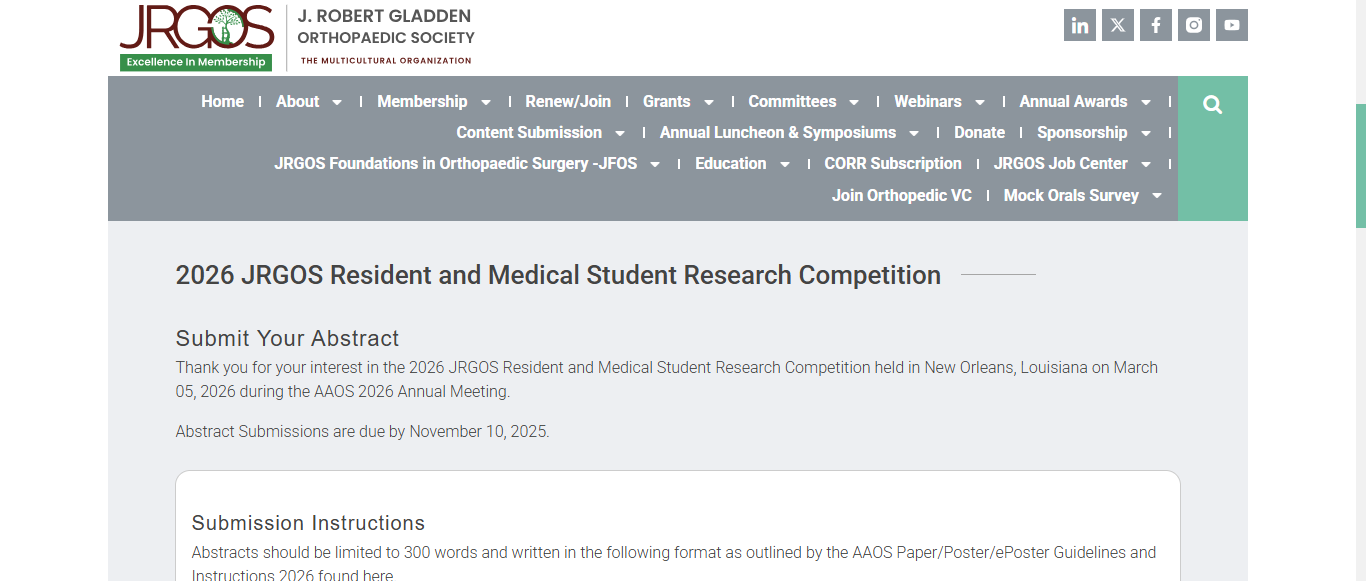 JRGOS
Excellence In Membership
J. ROBERT GLADDEN
ORTHOPAEDIC SOCIETY
THE MULTICULTURAL ORGANIZATION
Home
About
Membership
Renew/Join
Grants
Committees
Webinars
Annual Awards
Content Submission
Annual Luncheon & Symposiums
Donate
Sponsorship
JRGOS Foundations in Orthopaedic Surgery -JFOS
Education
CORR Subscription
JRGOS Job Center
Join Orthopedic VC
Mock Orals Survey
2026 JRGOS Resident and Medical Student Research Competition
Submit Your Abstract
Thank you for your interest in the 2026 JRGOS Resident and Medical Student Research Competition held in New Orleans, Louisiana on March
05, 2026 during the AAOS 2026 Annual Meeting.
Abstract Submissions are due by November 10, 2025.
Submission Instructions
Abstracts should be limited to 300 words and written in the following format as outlined by the AAOS Paper/Poster/ePoster Guidelines and
Instructions 2026 found here